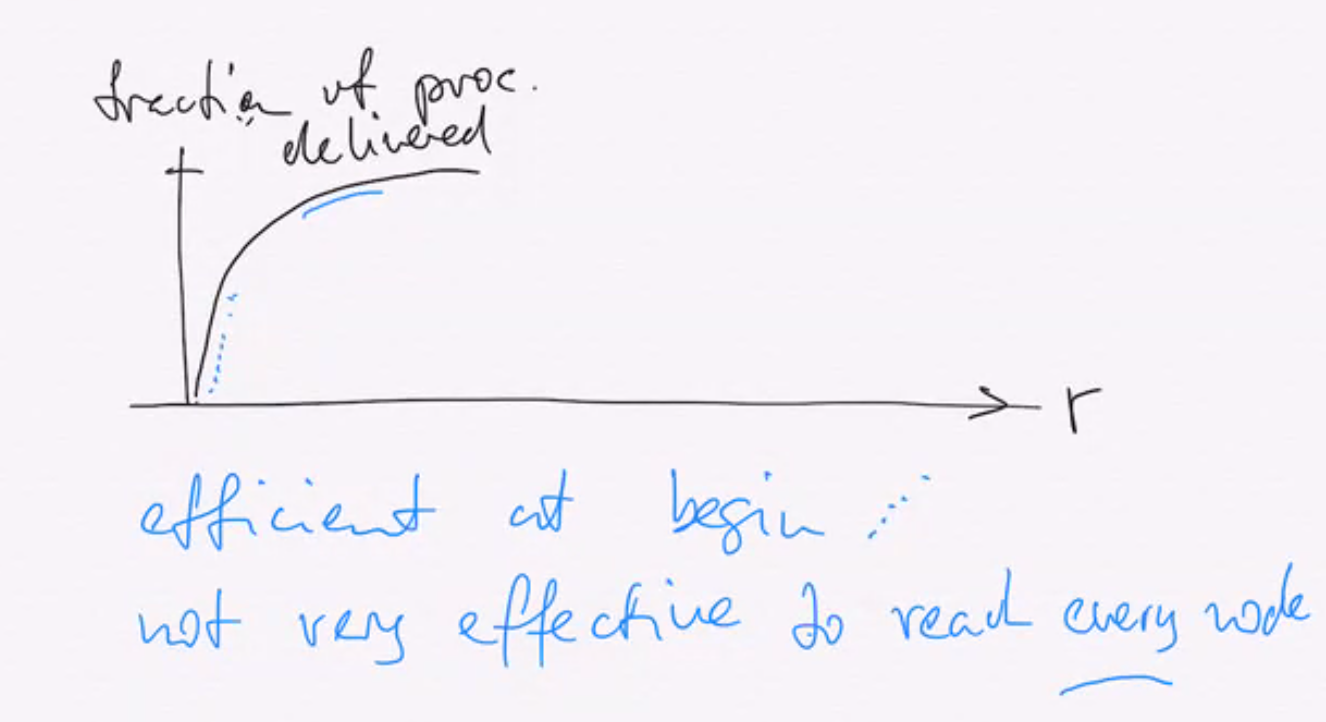 fraction of proc.
delivered
r
efficient at begin
not very effective to reach every node